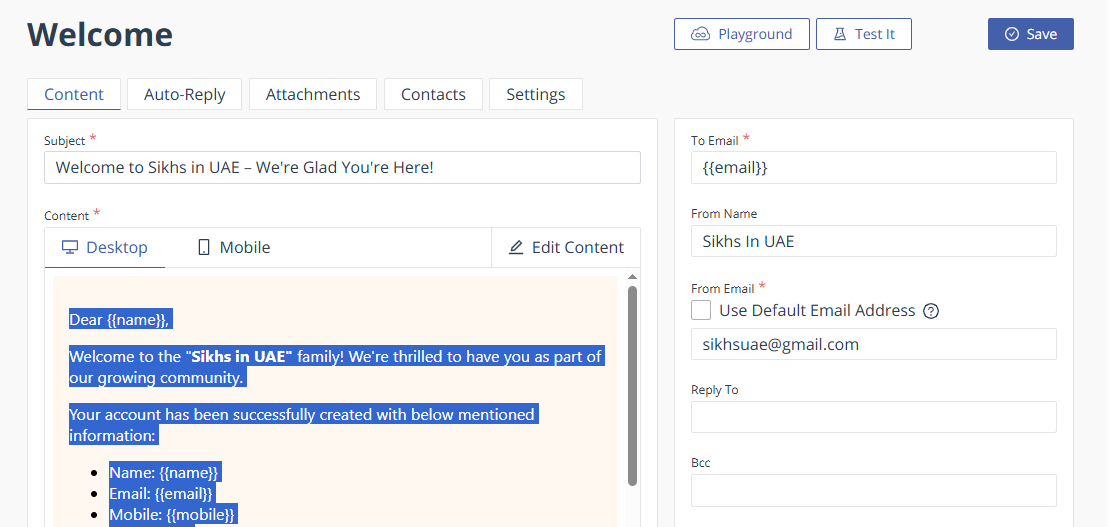 Welcome
Playground
Test It
Save
Content
Auto-Reply
Attachments
Contacts
Settings
Subject *
Welcome to Sikhs in UAE – We're Glad You're Here!
Content *
Desktop
Mobile
Edit Content
Dear {{name}},
Welcome to the "Sikhs in UAE" family! We're thrilled to have you as part of
our growing community.
Your account has been successfully created with below mentioned
information:
• Name: {{name}}
• Email: {{email}}
• Mobile: {{mobile}}
To Email *
{{email}}
From Name
Sikhs In UAE
From Email *
Use Default Email Address ?
sikhsuae@gmail.com
Reply To
Bcc